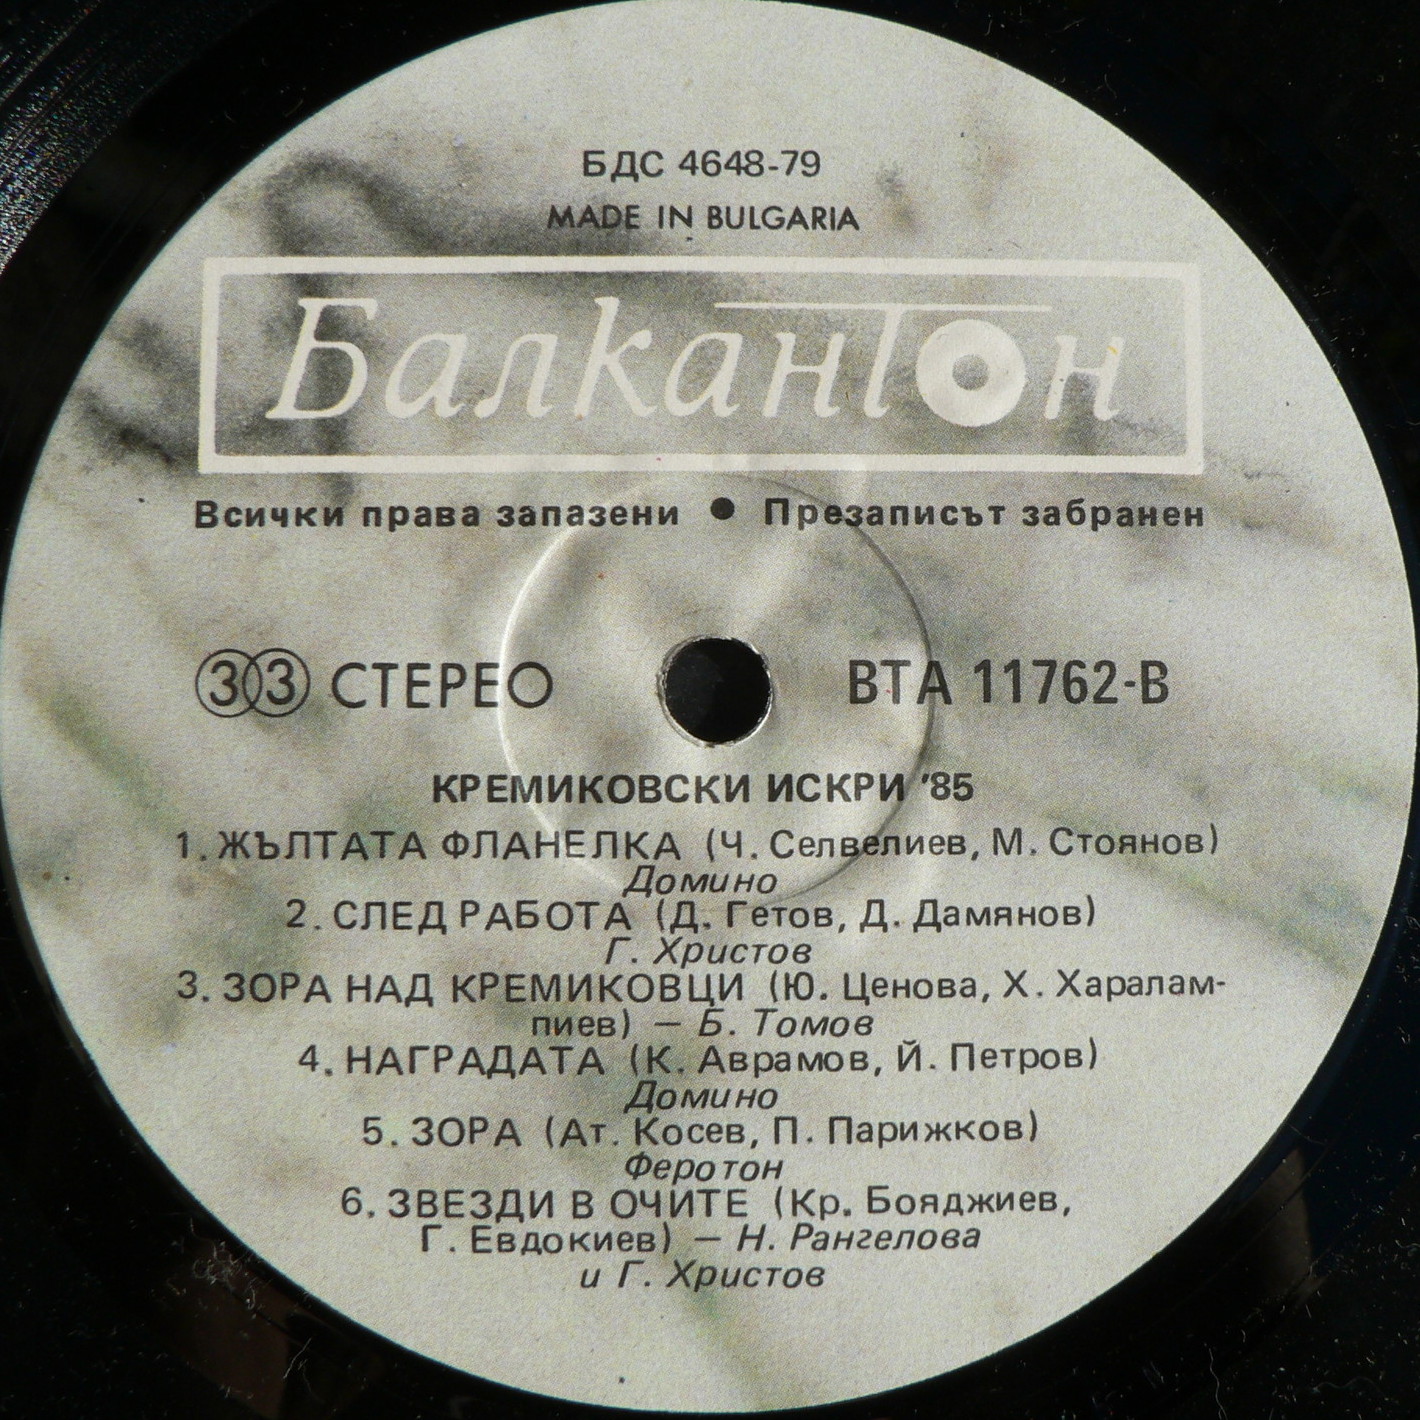 БДС 4648-79
MADE IN BULGARIA
Балкантон
Всички права запазени ● Презаписът забранен
33 СТЕРЕО ВТА 11762-В
КРЕМИКОВСКИ ИСКРИ '85
1. ЖЪЛТАТА ФЛАНЕЛКА (Ч. Селвелиев, М. Стоянов)
Домино
2. СЛЕД РАБОТА (Д. Гетов, Д. Дамянов)
Г. Христов
3. ЗОРА НАД КРЕМИКОВЦИ (Ю. Ценова, Х. Харалам-
пиев) — Б. Томов
4. НАГРАДАТА (К. Аврамов, Й. Петров)
Домино
5. ЗОРА (Ат. Косев, П. Парижков)
Феротон
6. ЗВЕЗДИ В ОЧИТЕ (Кр. Бояджиев,
Г. Евдокиев) — Н. Рангелова
и Г. Христов